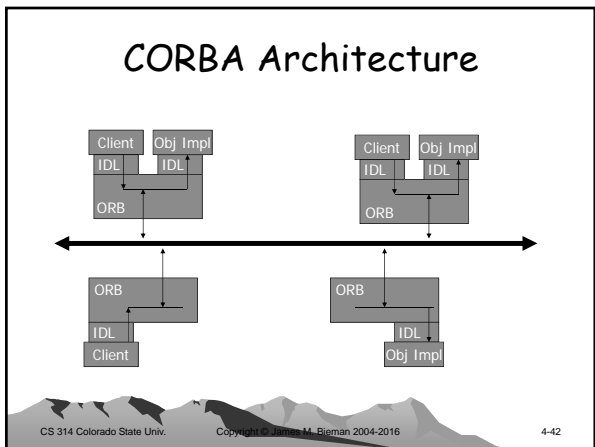 CORBA Architecture
Client Obj Impl Client Obj Impl
IDL IDL IDL IDL
ORB ORB
ORB ORB
IDL IDL
Client Obj Impl
CS 314 Colorado State Univ. Copyright © James M. Bieman 2004-2016 4-42